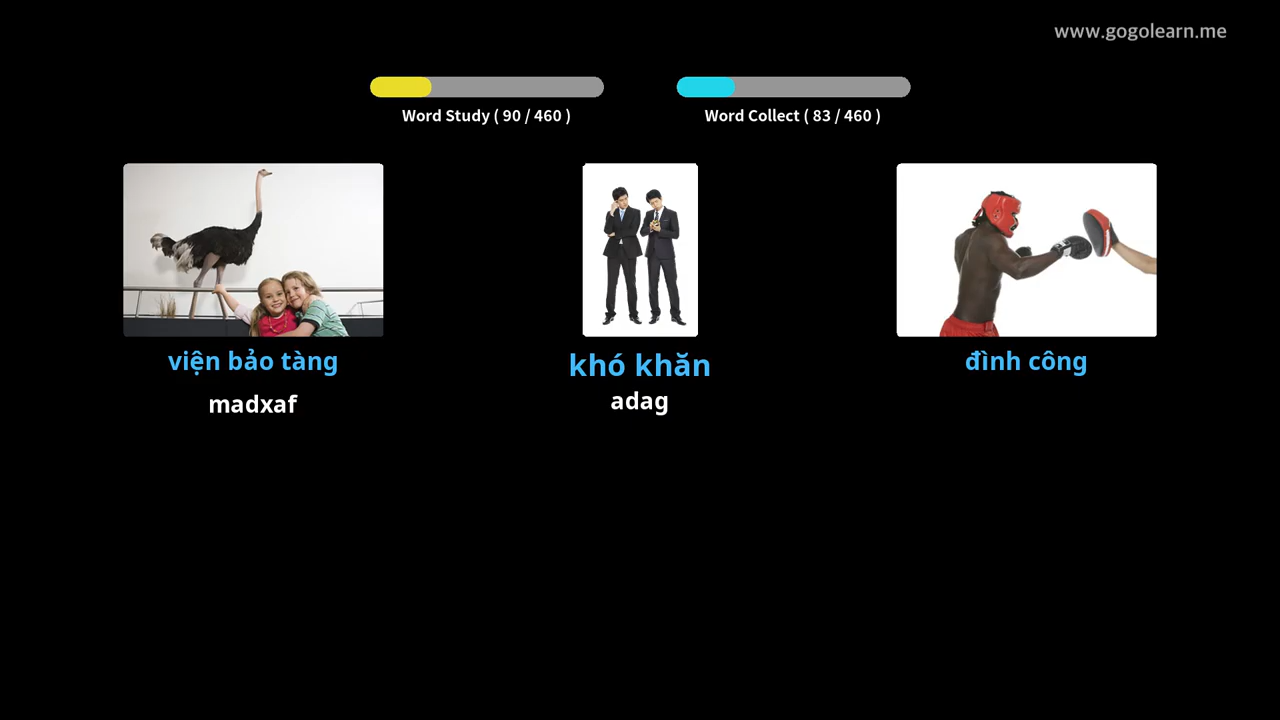 www.gogolearn.me
Word Study ( 90 / 460 )
Word Collect ( 83 / 460 )
viện bảo tàng
khó khăn
đình công
madxaf
adag